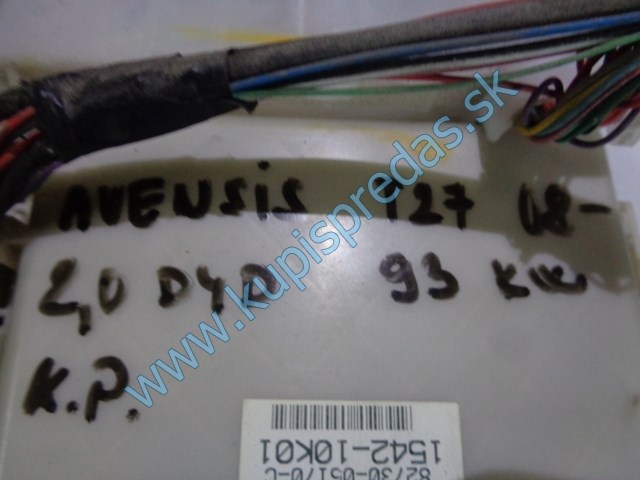 AVENSIS T27 08-
2,0 D4D 93 KW
K.P.
www.kupispredas.sk
1542-10K01
82730-05170-C